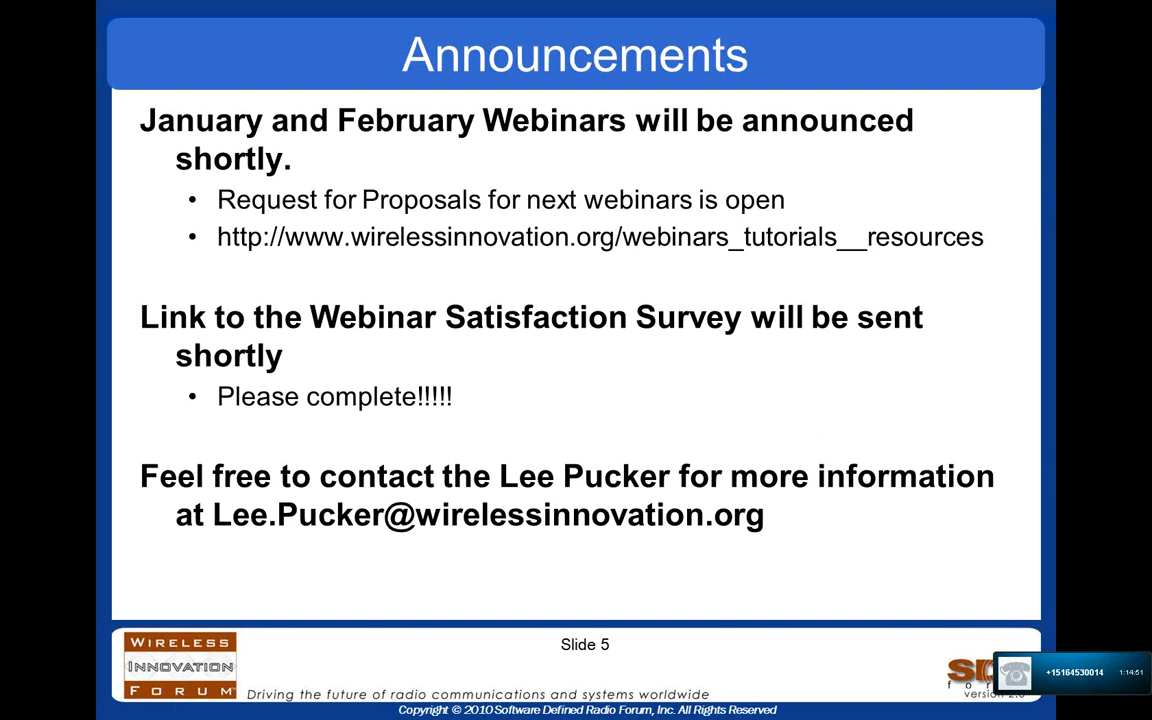 Announcements
January and February Webinars will be announced
shortly.
• Request for Proposals for next webinars is open
• http://www.wirelessinnovation.org/webinars_tutorials__resources
Link to the Webinar Satisfaction Survey will be sent
shortly
• Please complete!!!!!
Feel free to contact the Lee Pucker for more information
at Lee.Pucker@wirelessinnovation.org
Slide 5
WIRELESS
INNOVATION
FORUM
Driving the future of radio communications and systems worldwide
+15164530014 1:14:51
Copyright © 2010 Software Defined Radio Forum, Inc. All Rights Reserved